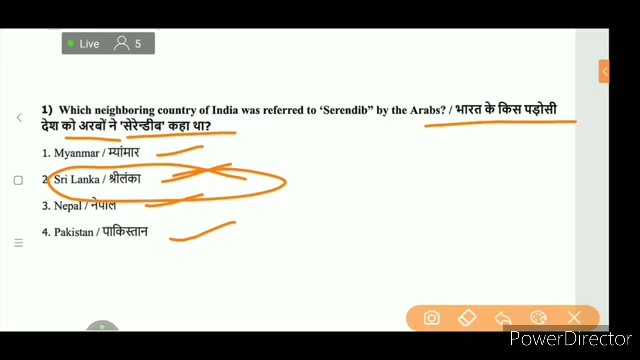 Live 5
1) Which neighboring country of India was referred to ‘Serendib” by the Arabs? / भारत के किस पड़ोसी
देश को अरबों ने 'सेरेन्डीब' कहा था?
1. Myanmar / म्यांमार
2. Sri Lanka / श्रीलंका
3. Nepal / नेपाल
4. Pakistan / पाकिस्तान
PowerDirector